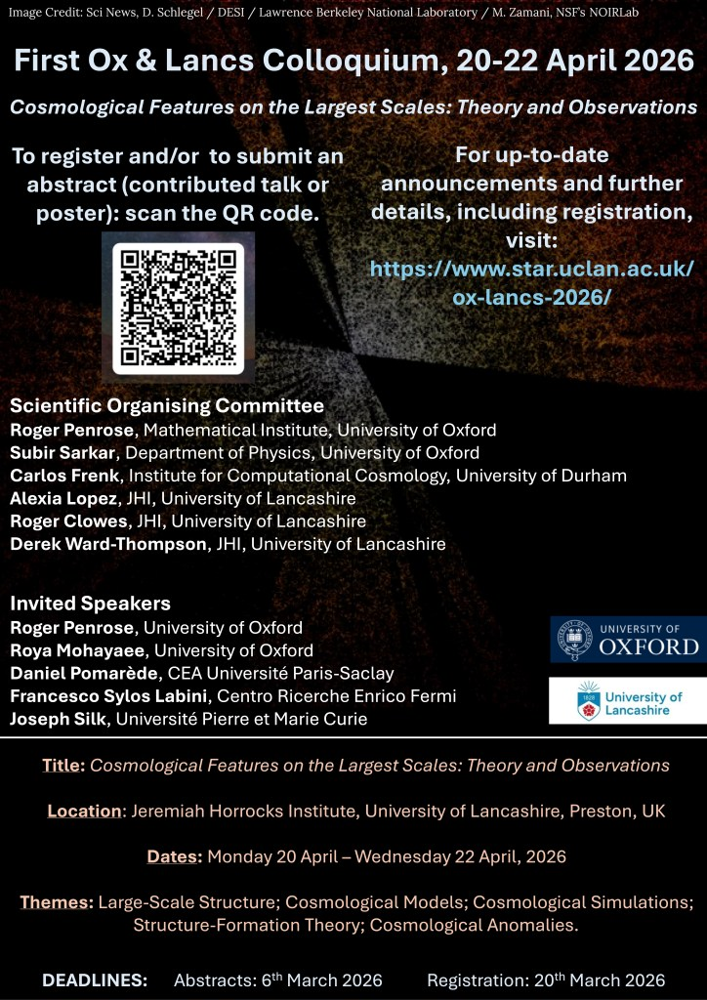 Image Credit: Sci News, D. Schlegel / DESI / Lawrence Berkeley National Laboratory / M. Zamani, NSF's NOIRLab
First Ox & Lancs Colloquium, 20-22 April 2026
Cosmological Features on the Largest Scales: Theory and Observations
To register and/or to submit an
abstract (contributed talk or
poster): scan the QR code.
For up-to-date
announcements and further
details, including registration,
visit:
https://www.star.uclan.ac.uk/
ox-lancs-2026/
Scientific Organising Committee
Roger Penrose, Mathematical Institute, University of Oxford
Subir Sarkar, Department of Physics, University of Oxford
Carlos Frenk, Institute for Computational Cosmology, University of Durham
Alexia Lopez, JHI, University of Lancashire
Roger Clowes, JHI, University of Lancashire
Derek Ward-Thompson, JHI, University of Lancashire
Invited Speakers
Roger Penrose, University of Oxford
Roya Mohayaee, University of Oxford
Daniel Pomarède, CEA Université Paris-Saclay
Francesco Sylos Labini, Centro Ricerche Enrico Fermi
Joseph Silk, Université Pierre et Marie Curie
UNIVERSITY OF
OXFORD
1828
University of
Lancashire
Title: Cosmological Features on the Largest Scales: Theory and Observations
Location: Jeremiah Horrocks Institute, University of Lancashire, Preston, UK
Dates: Monday 20 April – Wednesday 22 April, 2026
Themes: Large-Scale Structure; Cosmological Models; Cosmological Simulations;
Structure-Formation Theory; Cosmological Anomalies.
DEADLINES: Abstracts: 6th March 2026 Registration: 20th March 2026